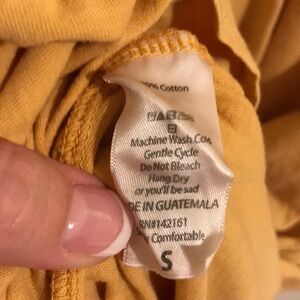 % Cotton
Machine Wash Col
Gentle Cycle
Do Not Bleach
Hang Dry
or you'll be sad
DE IN GUATEMALA
RN#142161
Comfortable
S